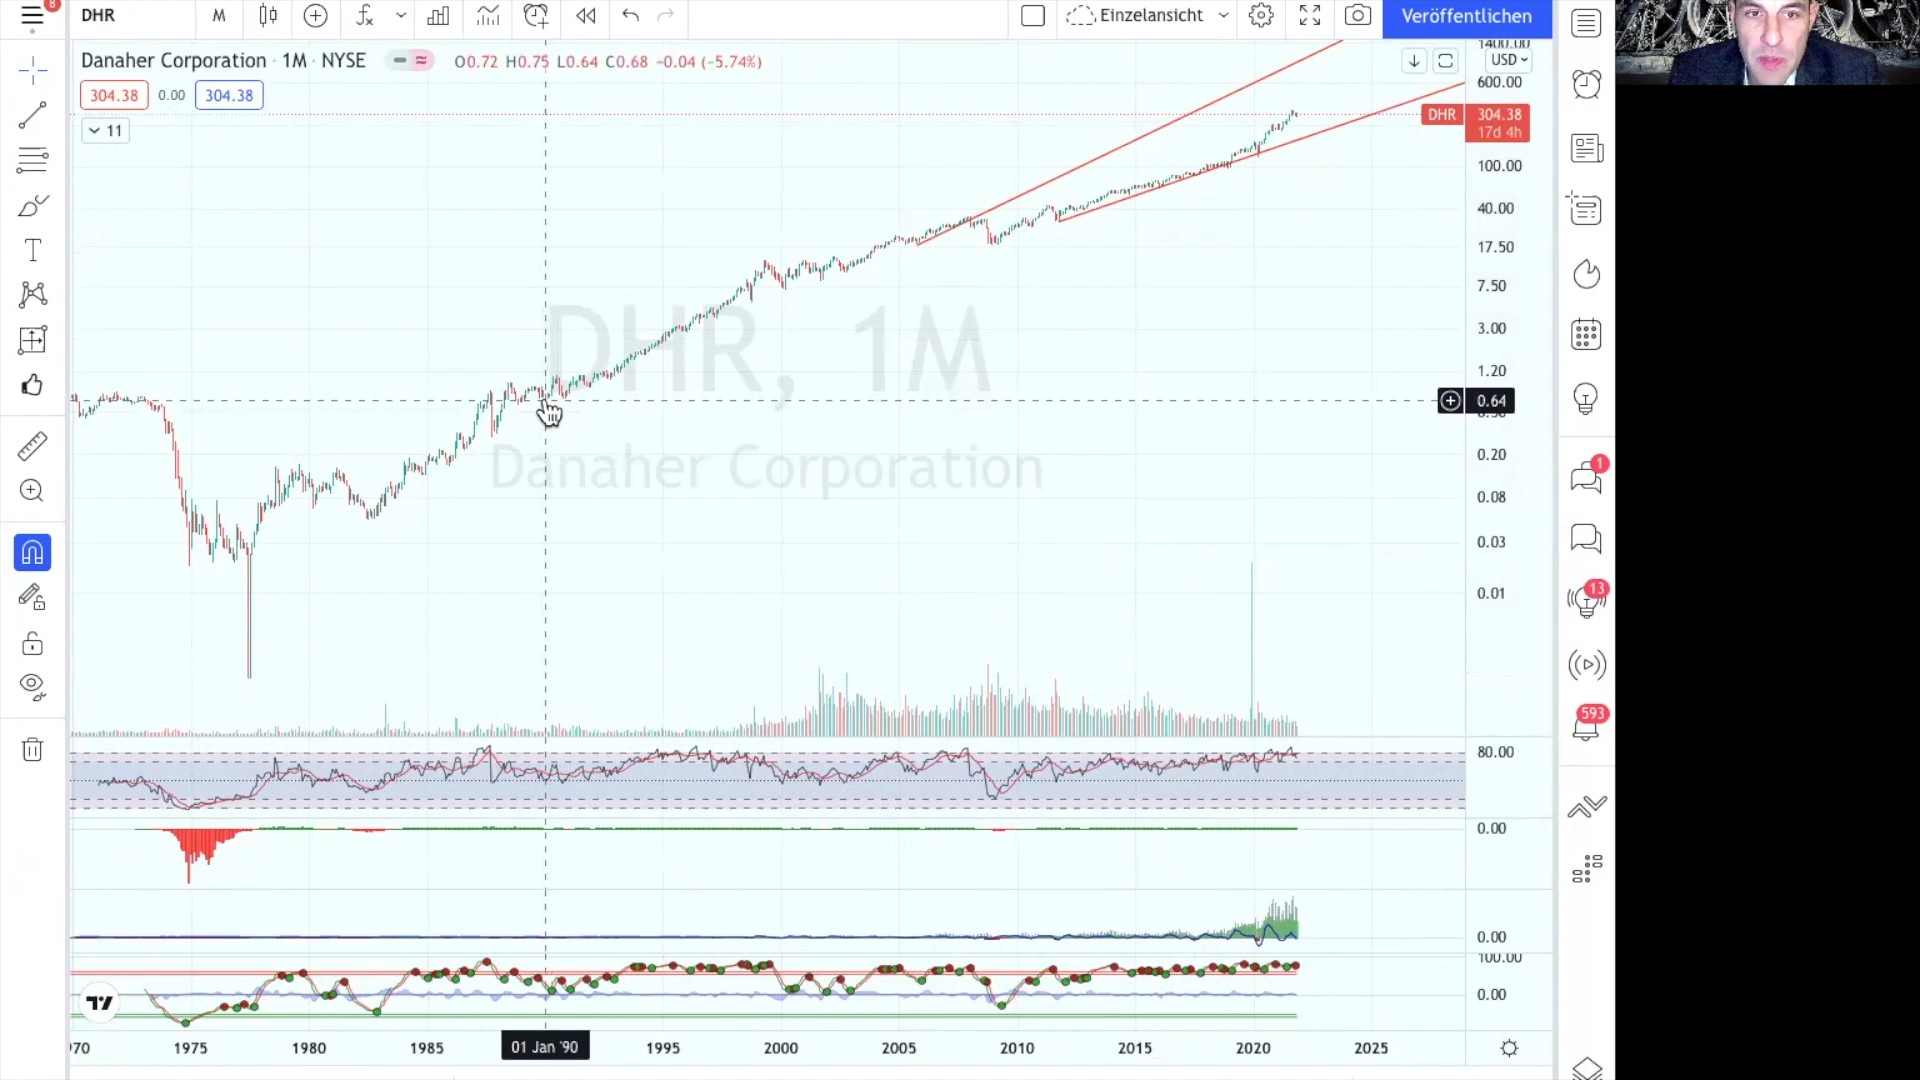 8
DHR
M
Einzelansicht
Veröffentlichen
Danaher Corporation · 1M · NYSE
O0.72 H0.75 L0.64 C0.68 -0.04 (-5.74%)
304.38 0.00 304.38
11
USD
1400.00
600.00
DHR 304.38
17d 4h
100.00
40.00
17.50
7.50
3.00
1.20
0.64
0.20
0.08
0.03
0.01
DHR, 1M
Danaher Corporation
80.00
0.00
0.00
100.00
0.00
1
13
593
1975
1980
1985
01 Jan '90
1995
2000
2005
2010
2015
2020
2025